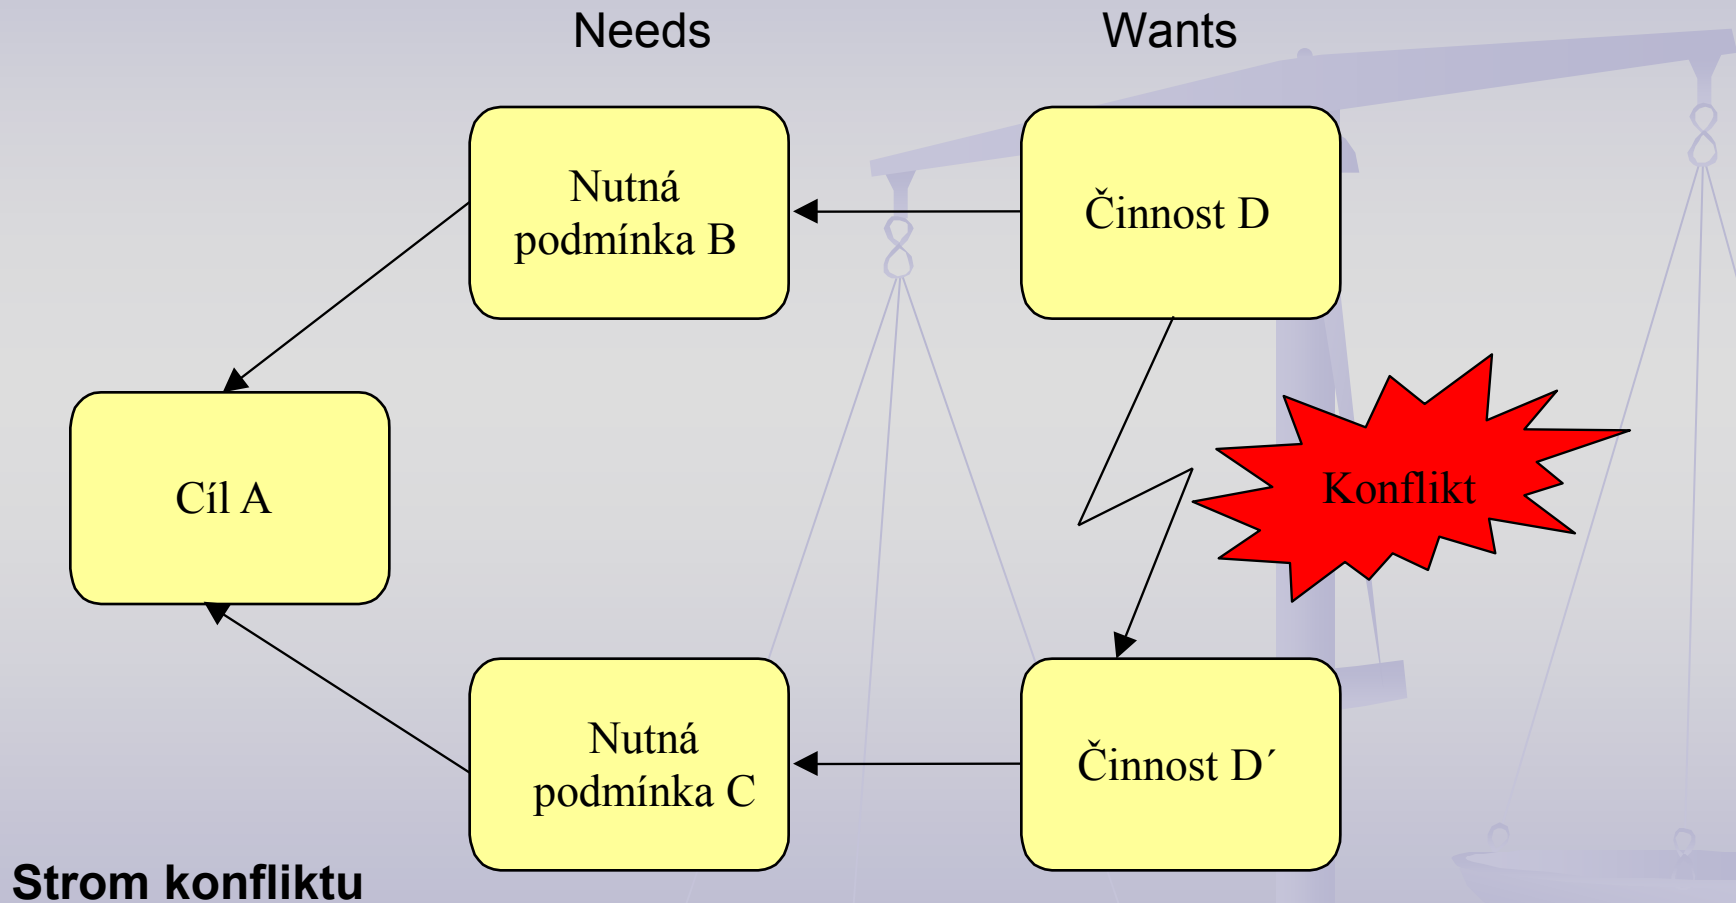 Needs
Wants
Nutná
podmínka B
Činnost D
Cíl A
Konflikt
Nutná
podmínka C
Činnost D´
Strom konfliktu